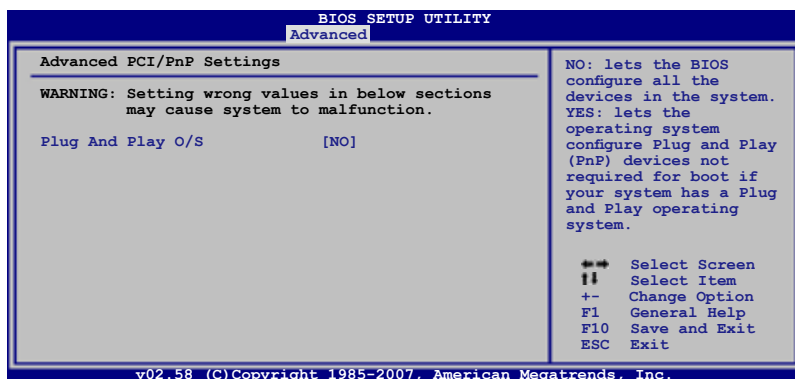 BIOS SETUP UTILITY
Advanced
Advanced PCI/PnP Settings
WARNING: Setting wrong values in below sections
may cause system to malfunction.
Plug And Play O/S [NO]
NO: lets the BIOS
configure all the
devices in the system.
YES: lets the
operating system
configure Plug and Play
(PnP) devices not
required for boot if
your system has a Plug
and Play operating
system.
Select Screen
Select Item
+- Change Option
F1 General Help
F10 Save and Exit
ESC Exit
v02.58 (C)Copyright 1985-2007, American Megatrends, Inc.